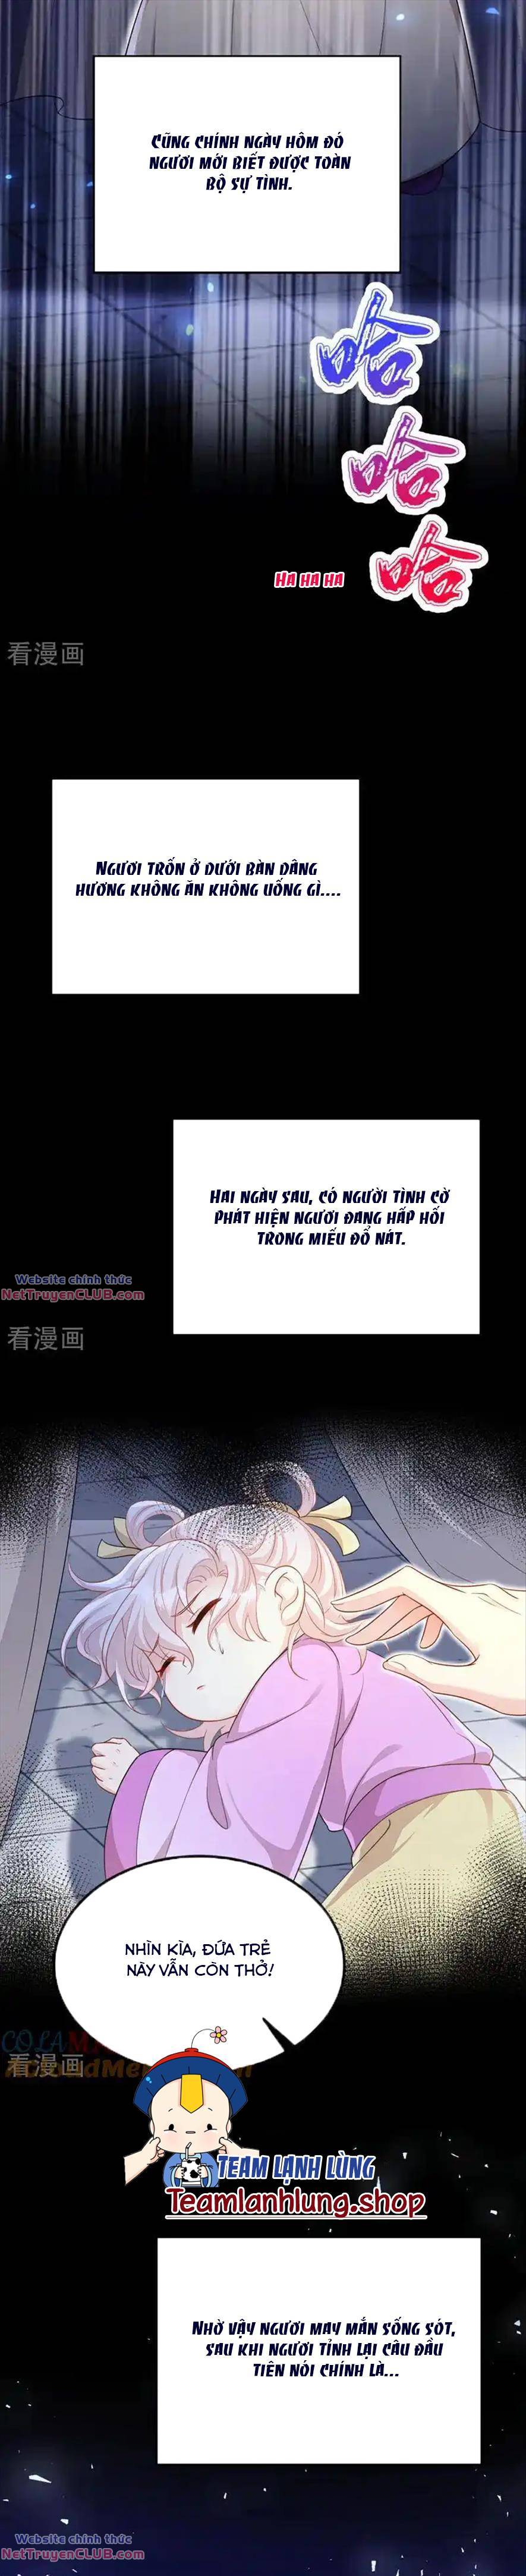 CŨNG CHÍNH NGÀY HÔM ĐÓ
NGƯƠI MỚI BIẾT ĐƯỢC TOÀN
BỘ SỰ TÌNH.
哈
哈
HA HA HA
哈
看漫画
NGƯƠI TRỐN Ở DƯỚI BÀN DÂNG
HƯƠNG KHÔNG ĂN KHÔNG UỐNG GÌ....
HAI NGÀY SAU, CÓ NGƯỜI TÌNH CỜ
PHÁT HIỆN NGƯƠI ĐANG HẤP HỐI
TRONG MIẾU ĐỔ NÁT.
Website chính thức
NetTruyenCLUB.com
看漫画
NHÌN KÌA, ĐỨA TRẺ
NÀY VẪN CÒN THỞ!
COLAMA
看漫画
TEAM LẠNH LÙNG
Teamlanhlung.shop
NHỜ VẬY NGƯƠI MAY MẮN SỐNG SÓT,
SAU KHI NGƯƠI TỈNH LẠI CÂU ĐẦU
TIÊN NÓI CHÍNH LÀ...
Website chính thức
NetTruyenCLUB.com